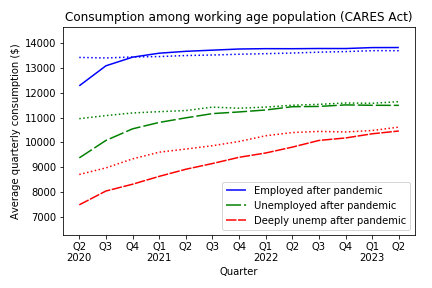 Consumption among working age population (CARES Act)
Average quarterly consumption ($)
14000
13000
12000
11000
10000
9000
8000
7000
Employed after pandemic
Unemployed after pandemic
Deeply unemp after pandemic
Q2 Q3 Q4 Q1 Q2 Q3 Q4 Q1 Q2 Q3 Q4 Q1 Q2
2020 2021 2022 2023
Quarter